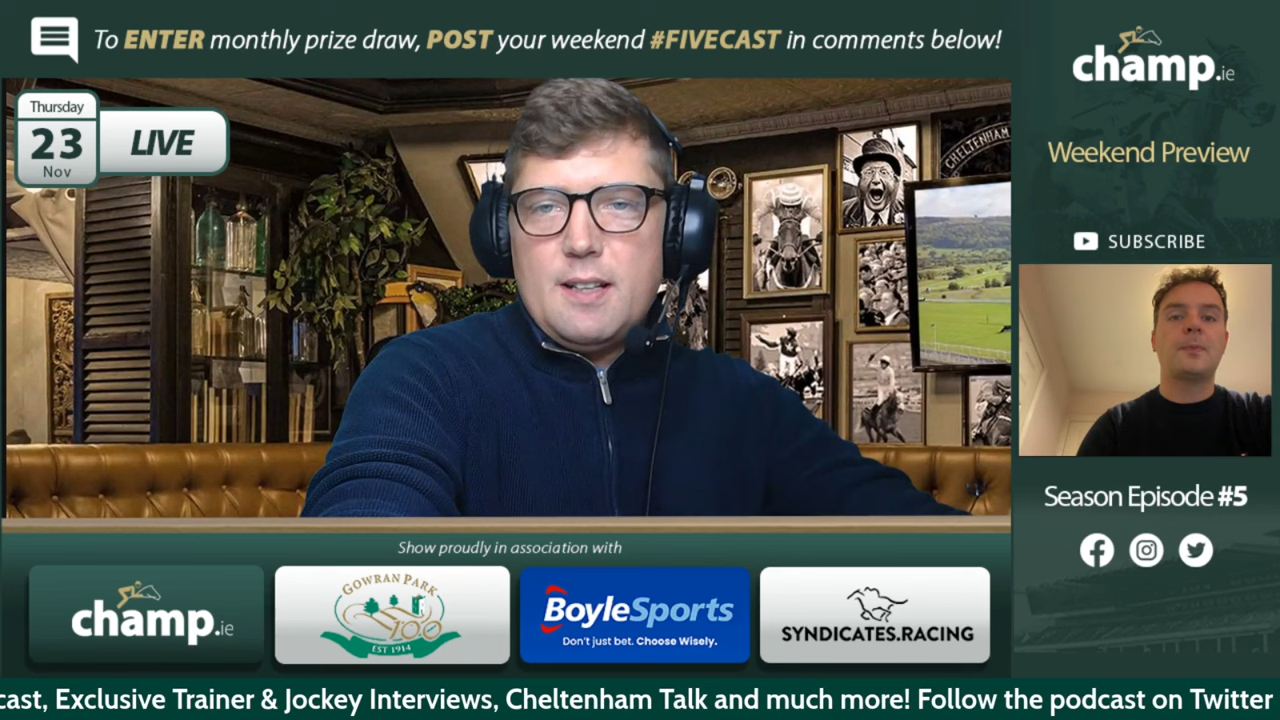 To ENTER monthly prize draw, POST your weekend #FIVECAST in comments below!
champ.ie
Weekend Preview
SUBSCRIBE
Thursday
23
Nov
LIVE
CHELTENHAM
Season Episode #5
Show proudly in association with
champ.ie
GOWRAN PARK
100
EST 1914
BoyleSports
Don't just bet. Choose Wisely.
SYNDICATES.RACING
cast, Exclusive Trainer & Jockey Interviews, Cheltenham Talk and much more! Follow the podcast on Twitter